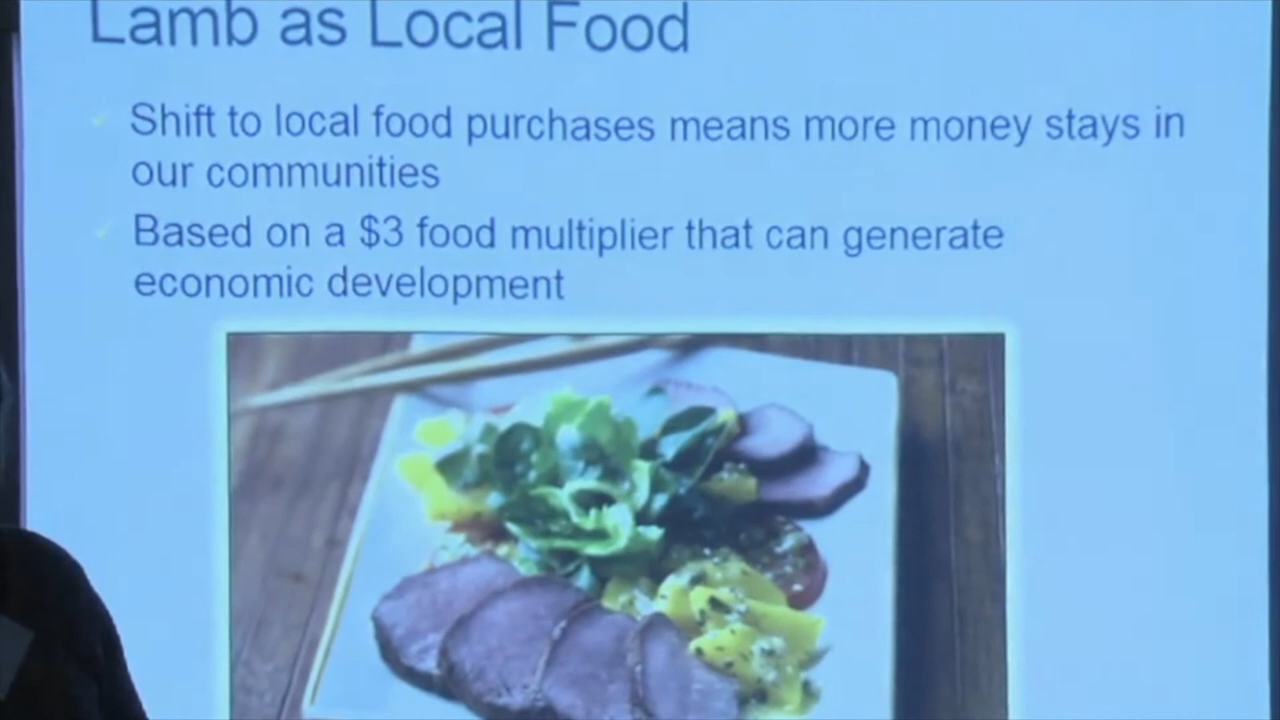 Lamb as Local Food
Shift to local food purchases means more money stays in
our communities
Based on a $3 food multiplier that can generate
economic development